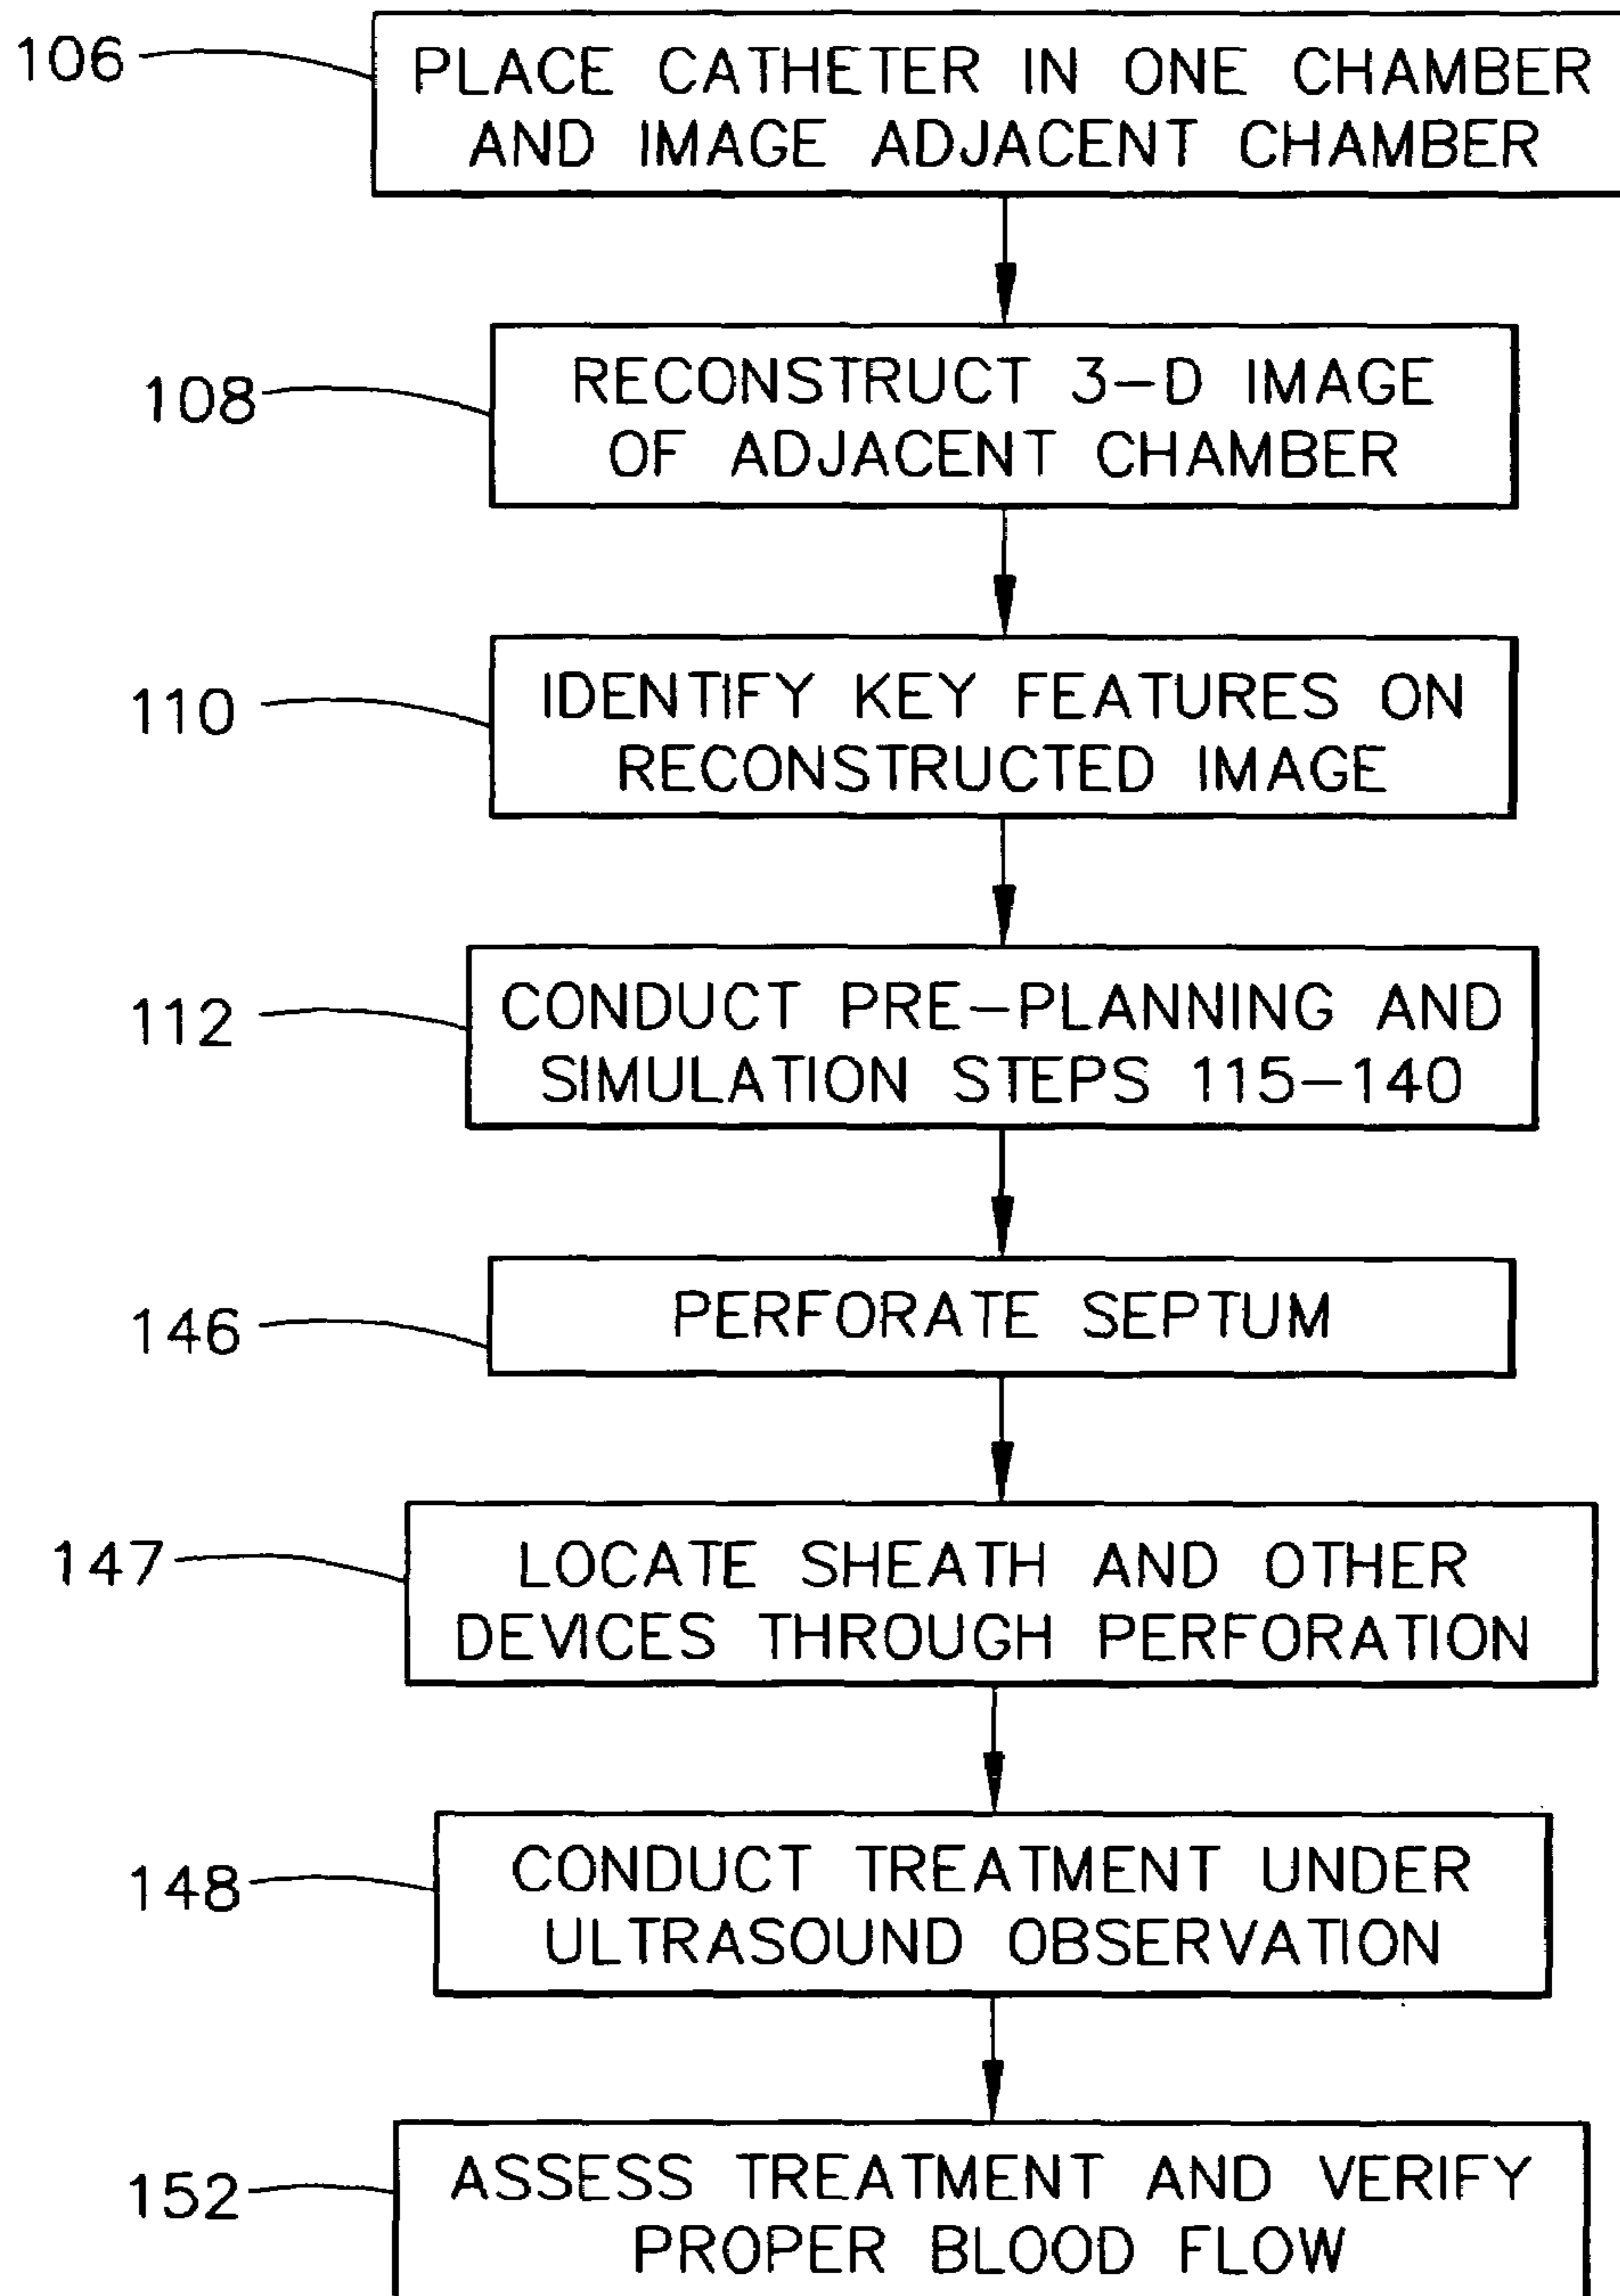 106
PLACE CATHETER IN ONE CHAMBER
AND IMAGE ADJACENT CHAMBER
108
RECONSTRUCT 3-D IMAGE
OF ADJACENT CHAMBER
110
IDENTIFY KEY FEATURES ON
RECONSTRUCTED IMAGE
112
CONDUCT PRE-PLANNING AND
SIMULATION STEPS 115-140
146
PERFORATE SEPTUM
147
LOCATE SHEATH AND OTHER
DEVICES THROUGH PERFORATION
148
CONDUCT TREATMENT UNDER
ULTRASOUND OBSERVATION
152
ASSESS TREATMENT AND VERIFY
PROPER BLOOD FLOW